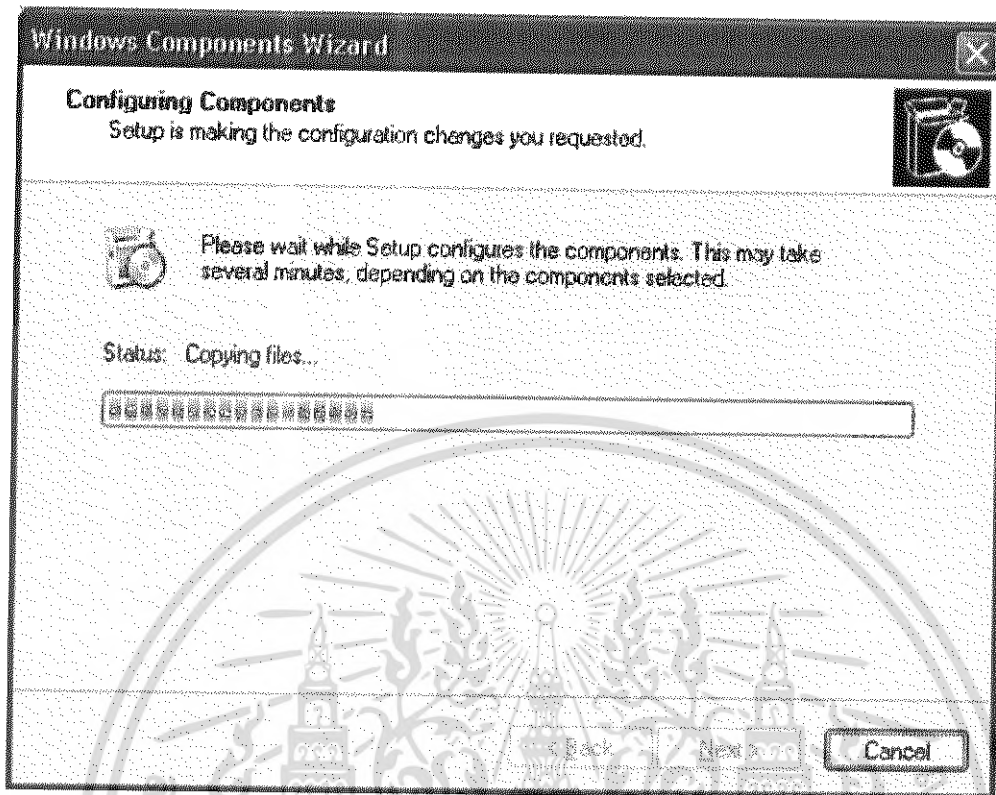 Windows Components Wizard
Configuring Components
Setup is making the configuration changes you requested.
Please wait while Setup configures the components. This may take
several minutes, depending on the components selected.
Status: Copying files...
< Back Next > Cancel